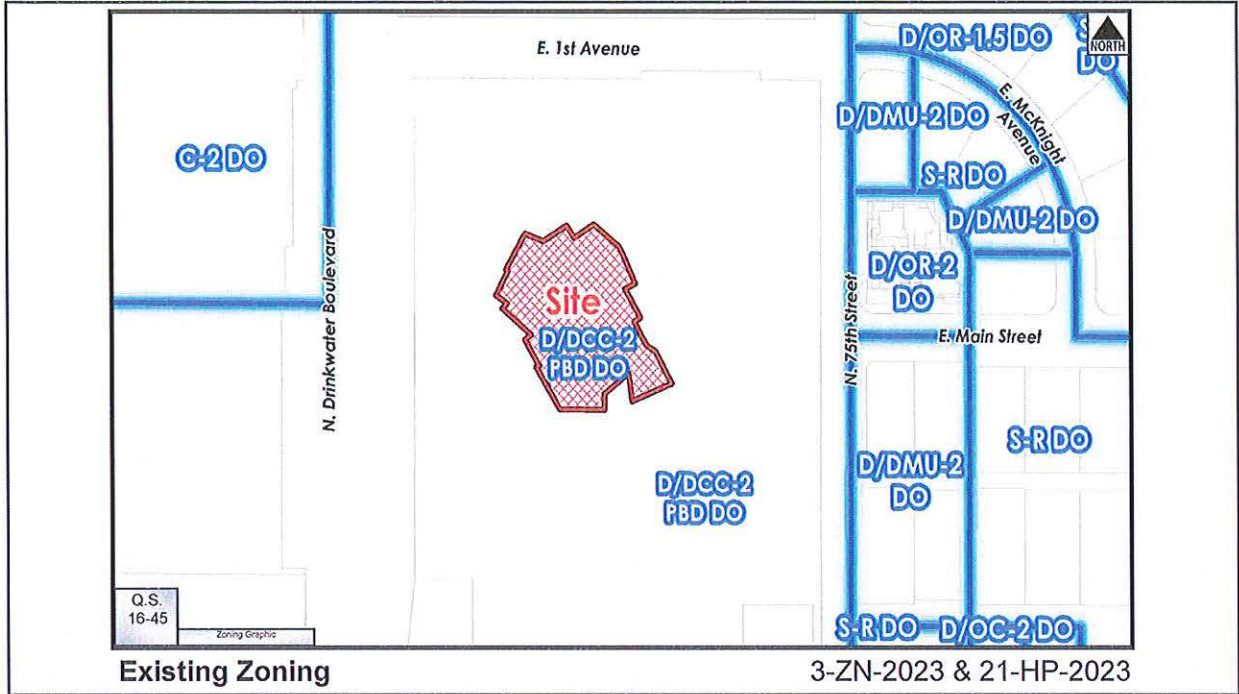 E. 1st Avenue
D/OR-1.5 DO
NORTH
DO
C-2 DO
D/DMU-2 DO
E. McKnight
Avenue
S-R DO
D/DMU-2 DO
N. Drinkwater Boulevard
Site
D/DCC-2
PBD DO
D/OR-2
DO
N. 75th Street
E. Main Street
S-R DO
D/DMU-2
DO
D/DCC-2
PBD DO
Q.S.
16-45
Zoning Graphic
S-R DO
D/OC-2 DO
Existing Zoning
3-ZN-2023 & 21-HP-2023